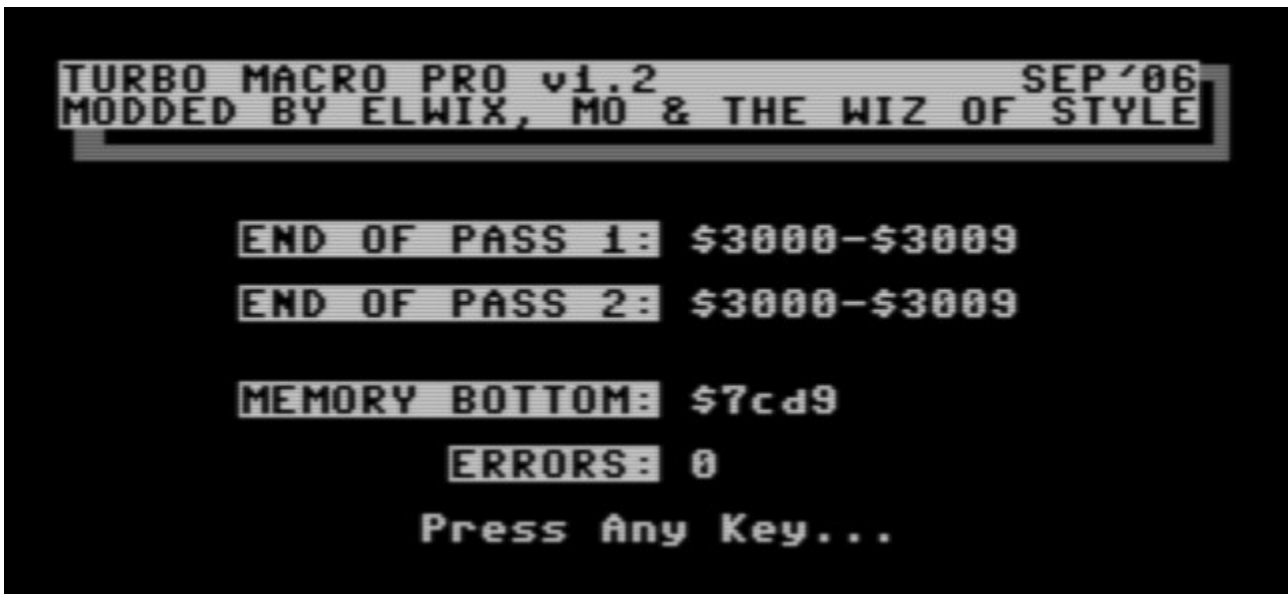 TURBO MACRO PRO v1.2 SEP'06
MODDED BY ELWIX, MO & THE WIZ OF STYLE
END OF PASS 1: $3000-$3009
END OF PASS 2: $3000-$3009
MEMORY BOTTOM: $7cd9
ERRORS: 0
Press Any Key...